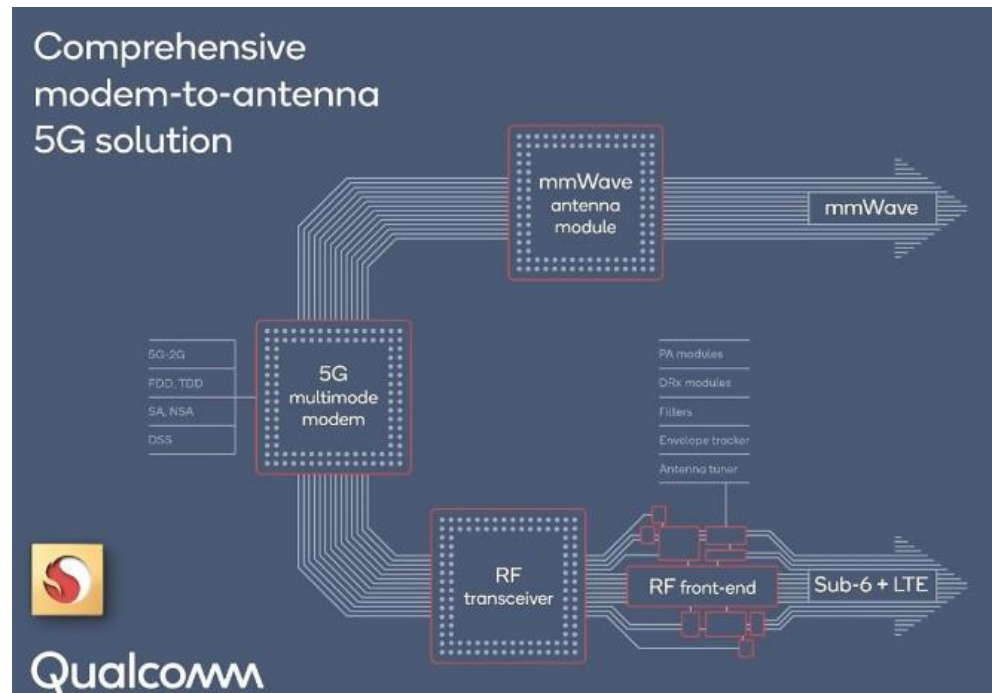 Comprehensive
modem-to-antenna
5G solution
mmWave
antenna
module
mmWave
5G-2G
FDD, TDD
SA, NSA
DSS
5G
multimode
modem
PA modules
DRx modules
Filters
Envelope tracker
Antenna tuner
RF
transceiver
RF front-end
Sub-6 + LTE
Qualcomm